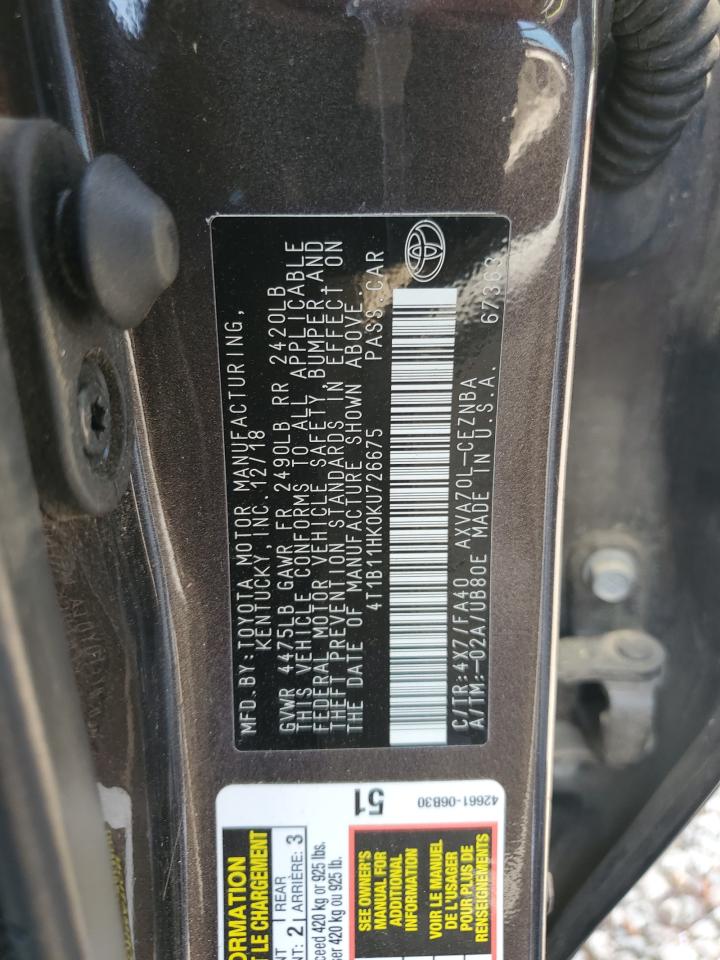 MFD.BY:TOYOTA MOTOR MANUFACTURING,
KENTUCKY, INC. 12/18
GVWR 4475LB GAWR FR 2490LB RR 2420LB
THIS VEHICLE CONFORMS TO ALL APPLICABLE
FEDERAL MOTOR VEHICLE SAFETY, BUMPER AND
THEFT PREVENTION STANDARDS IN EFFECT ON
THE DATE OF MANUFACTURE SHOWN ABOVE.
4T1B11HK0KU726675 PASS.CAR
C/TR:4X7/FA40 AXVA70L-CEZNBA
A/TM:-02A/UB80E MADE IN U.S.A. 67363
51
42661-06B30
ET LE CHARGEMENT
2 REAR
ARRIÈRE: 3
420 kg or 925 lbs.
420 kg ou 925 lb.
SEE OWNER'S
MANUAL FOR
ADDITIONAL
INFORMATION
VOIR LE MANUEL
DE L'USAGER
POUR PLUS DE
RENSEIGNEMENTS